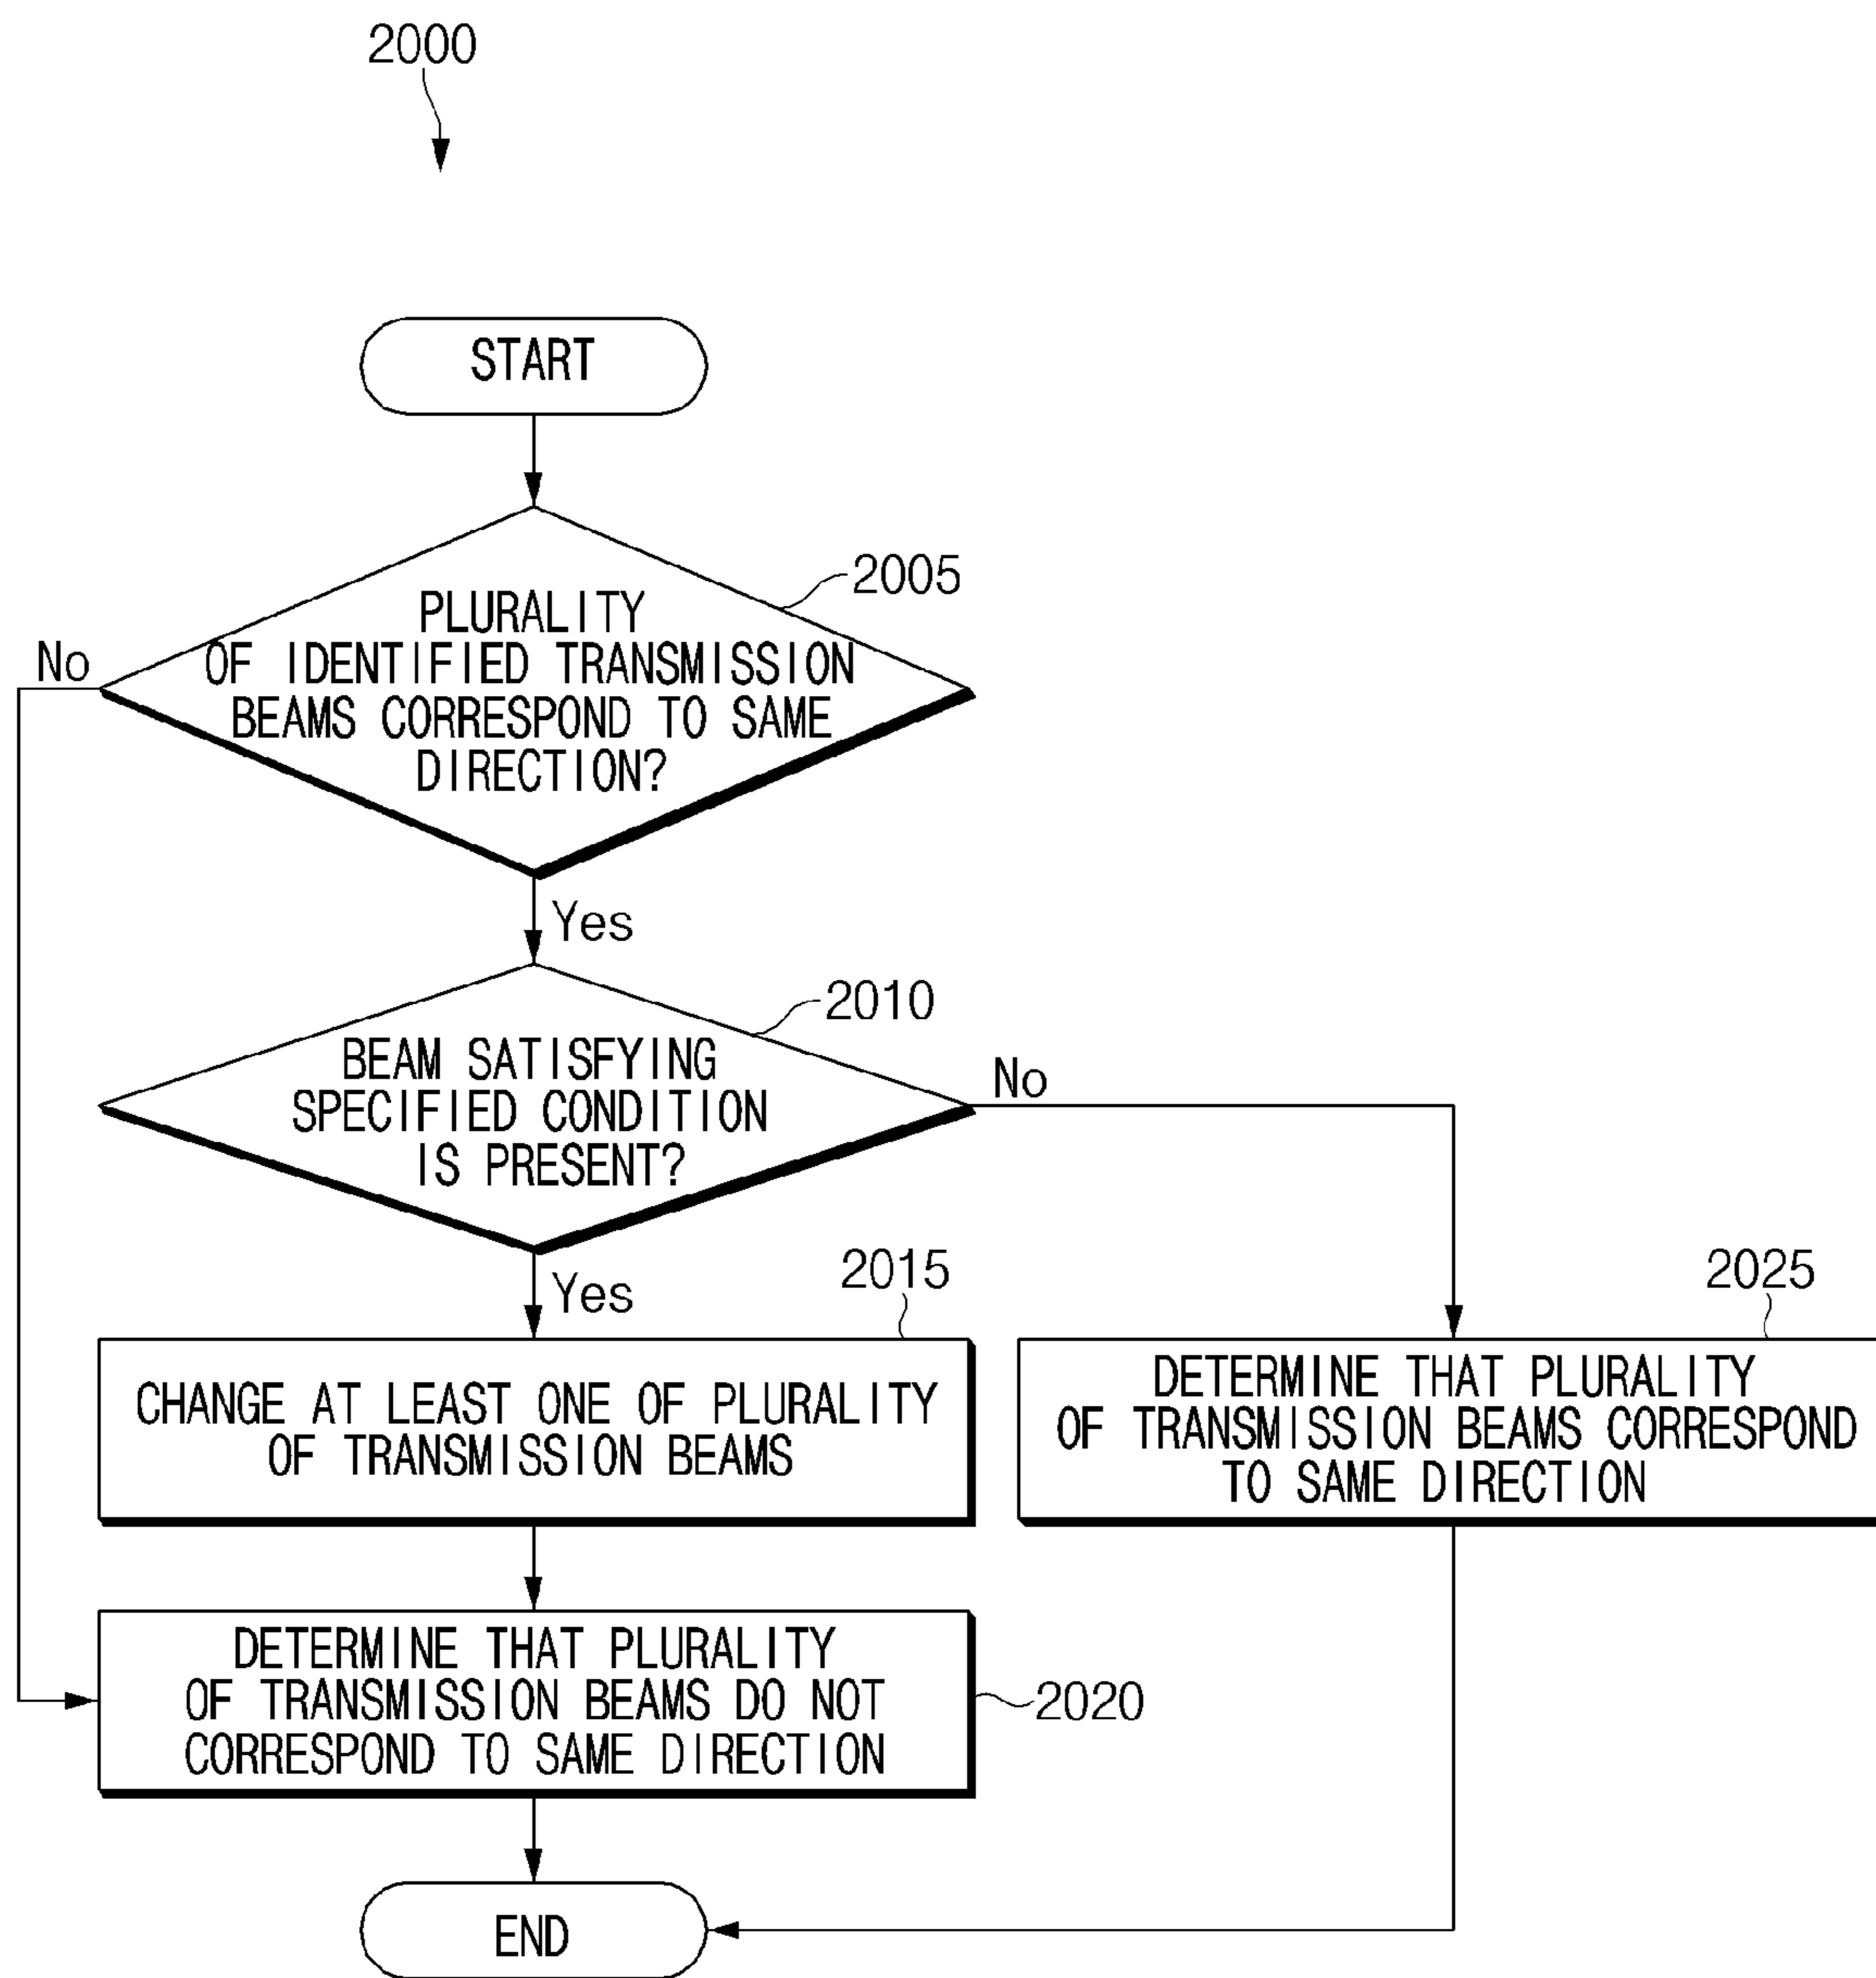 2000
START
2005
PLURALITY
OF IDENTIFIED TRANSMISSION
BEAMS CORRESPOND TO SAME
DIRECTION?
No
Yes
2010
BEAM SATISFYING
SPECIFIED CONDITION
IS PRESENT?
No
Yes
2015
CHANGE AT LEAST ONE OF PLURALITY
OF TRANSMISSION BEAMS
2025
DETERMINE THAT PLURALITY
OF TRANSMISSION BEAMS CORRESPOND
TO SAME DIRECTION
DETERMINE THAT PLURALITY
OF TRANSMISSION BEAMS DO NOT
CORRESPOND TO SAME DIRECTION
2020
END